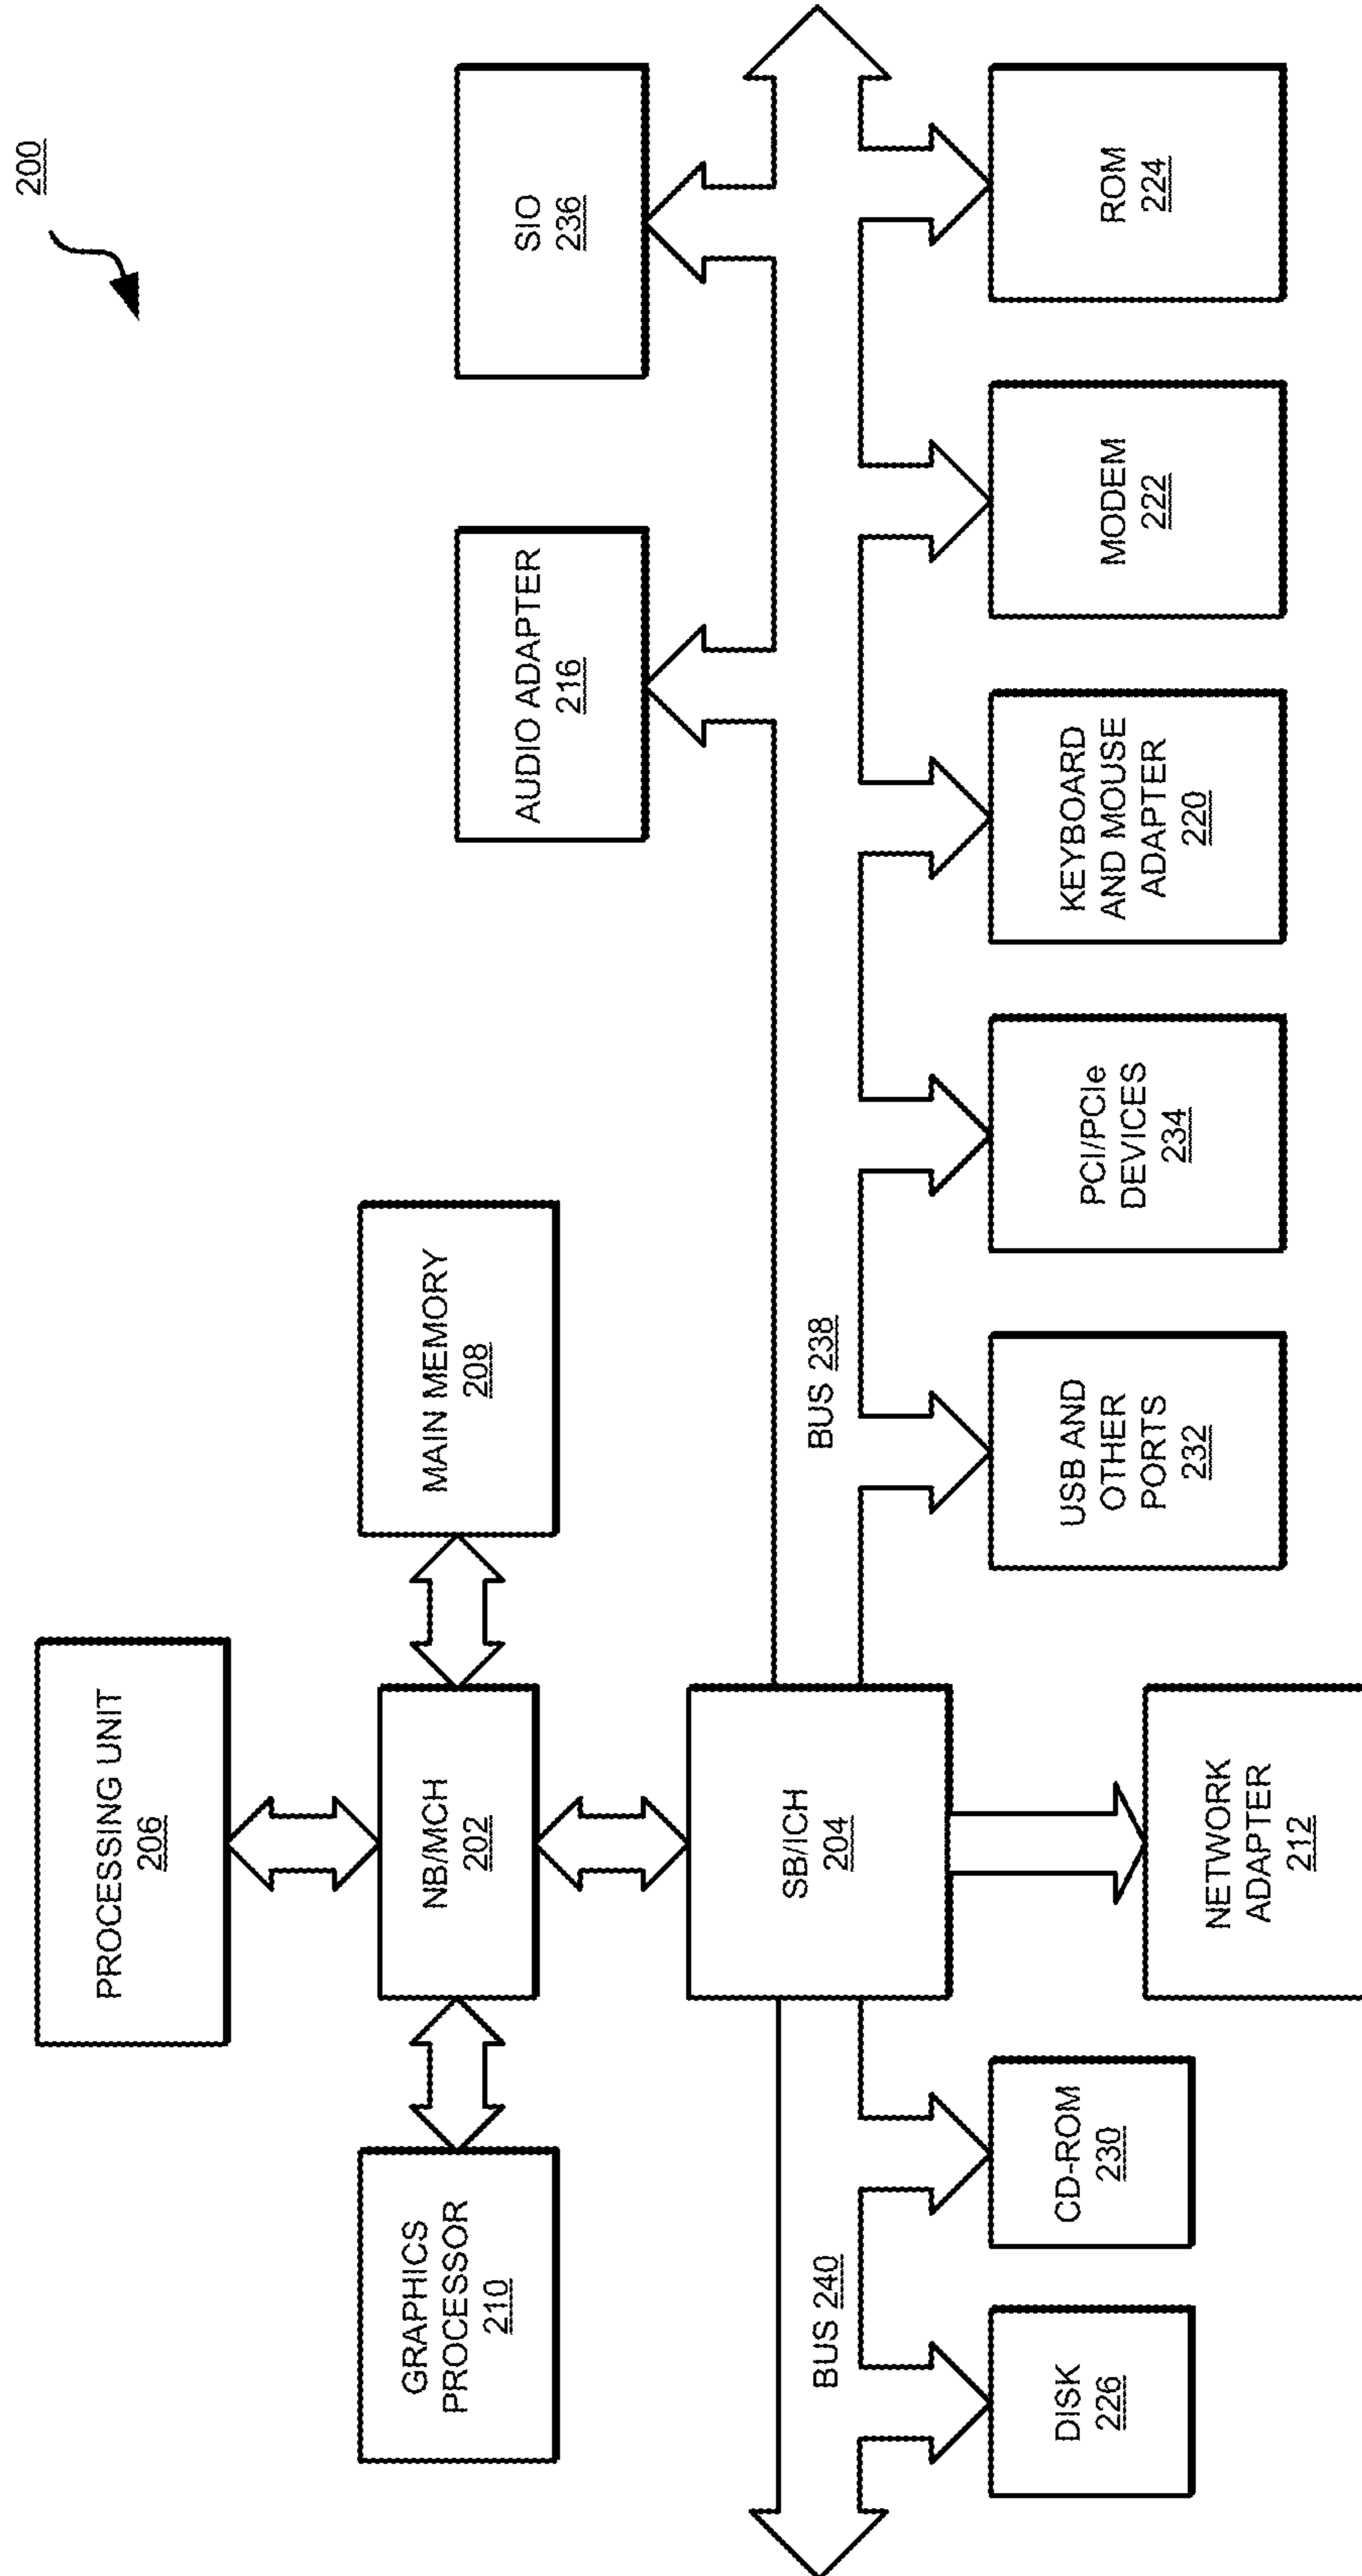 200
PROCESSING UNIT
206
GRAPHICS
PROCESSOR
210
NB/MCH
202
MAIN MEMORY
208
AUDIO ADAPTER
216
SIO
236
SB/ICH
204
BUS 240
BUS 238
DISK
226
CD-ROM
230
NETWORK
ADAPTER
212
USB AND
OTHER
PORTS
232
PCI/PCIe
DEVICES
234
KEYBOARD
AND MOUSE
ADAPTER
220
MODEM
222
ROM
224